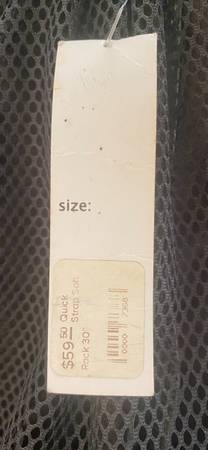 size:
$59.50 Quick
Strap Soft
Rack 30"